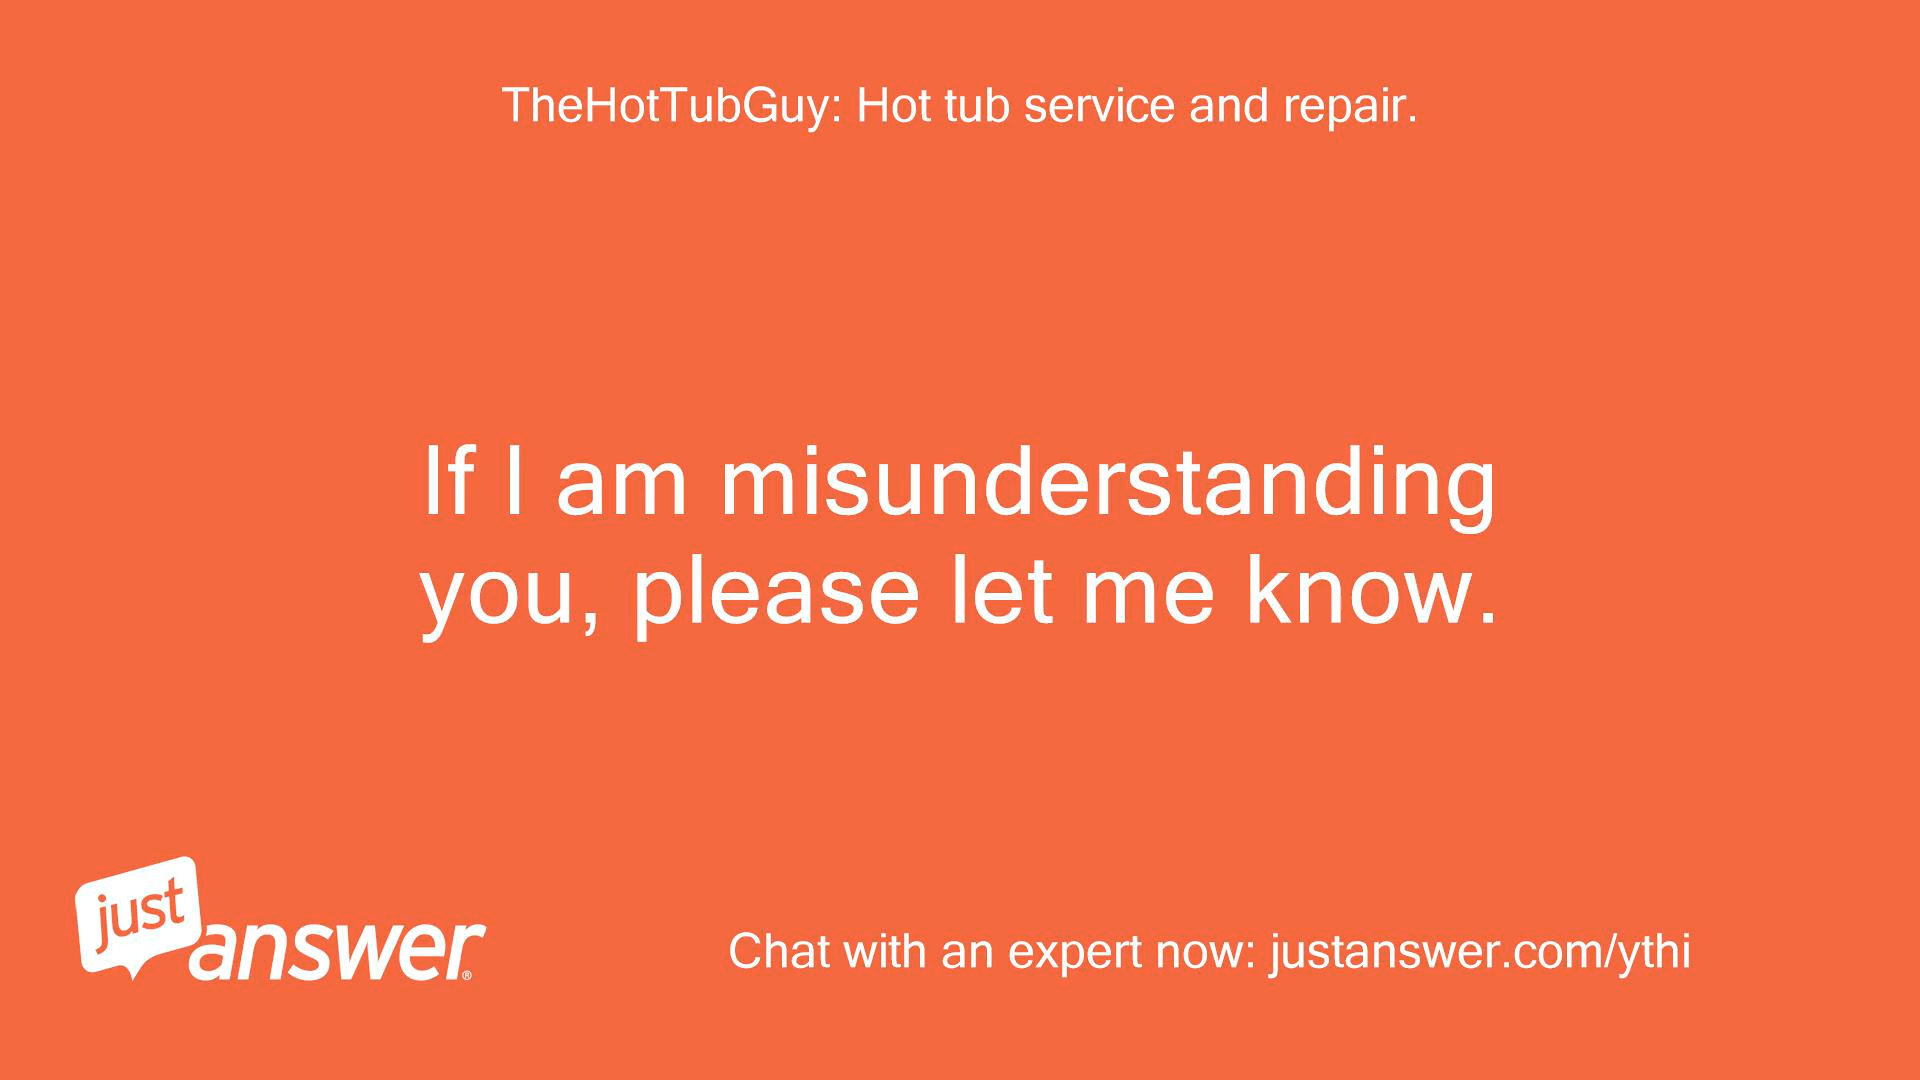 TheHotTubGuy: Hot tub service and repair.
If I am misunderstanding
you, please let me know.
just
answer®
Chat with an expert now: justanswer.com/ythi